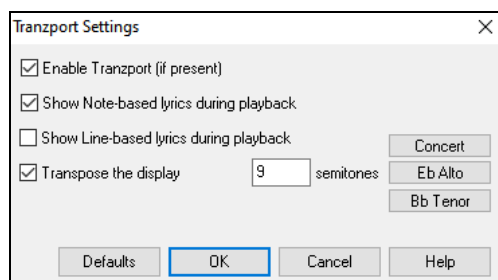 Tranzport Settings
Enable Tranzport (if present)
Show Note-based lyrics during playback
Show Line-based lyrics during playback
Concert
Transpose the display 9 semitones Eb Alto
Bb Tenor
Defaults OK Cancel Help